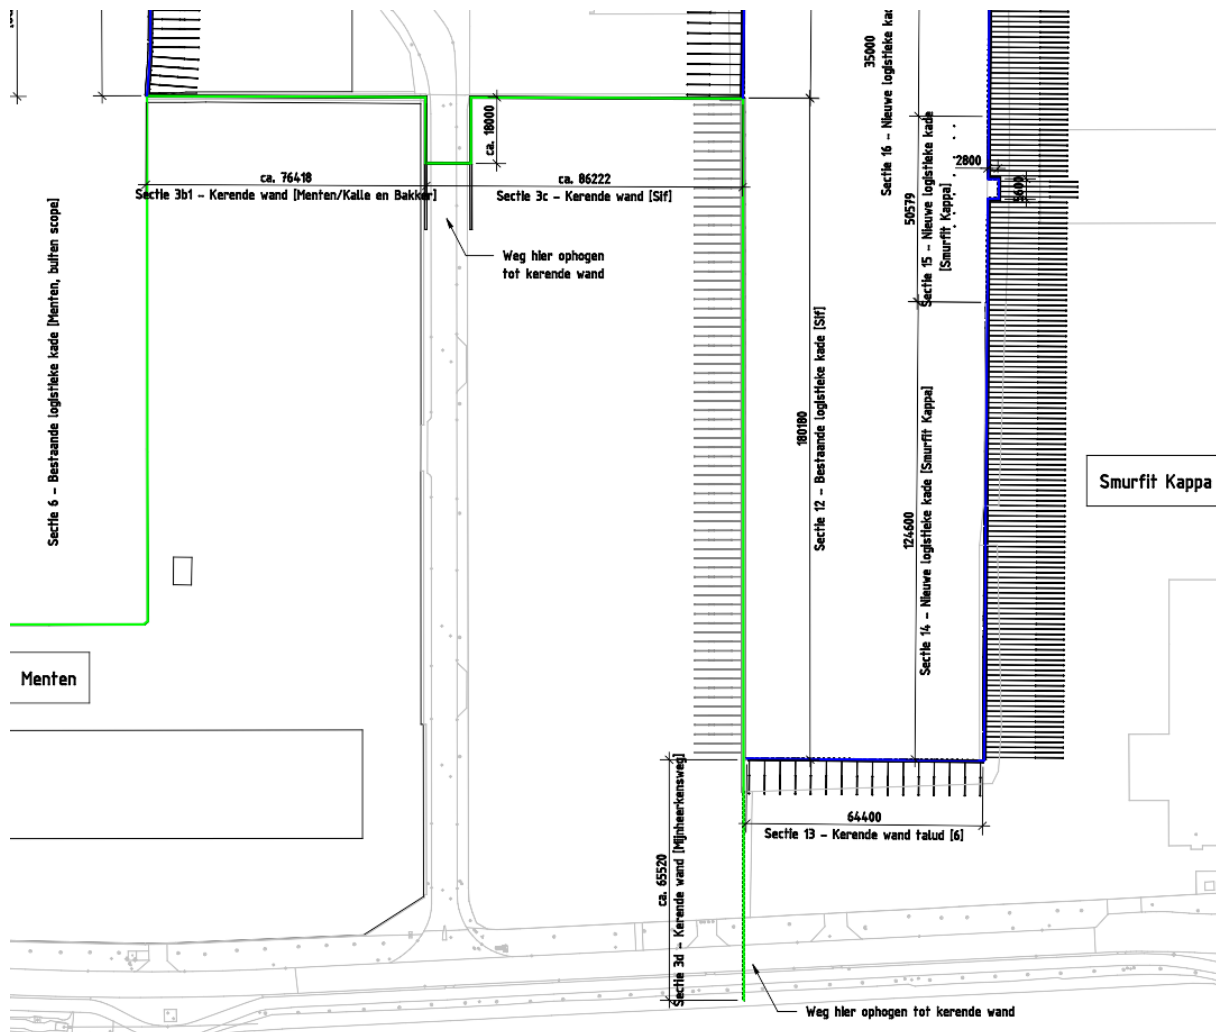 35000
Sectie 16 - Nieuwe logistieke
ca. 18000
2800
5600
50579
Sectie 15 - Nieuwe logistieke kade
[Smurfit Kappa]
ca. 76418
Sectie 3b1 - Kerende wand [Menten/Kalle en Bakker]
ca. 86222
Sectie 3c - Kerende wand [Sif]
Weg hier ophogen
tot kerende wand
Sectie 6 - Bestaande logistieke kade [Menten, buiten scope]
180180
Sectie 12 - Bestaande logistieke kade [Sif]
124600
Sectie 14 - Nieuwe logistieke kade [Smurfit Kappa]
Smurfit Kappa
Menten
ca. 65520
Sectie 3d - Kerende wand [Mijnheerkensweg]
64400
Sectie 13 - Kerende wand talud [6]
Weg hier ophogen tot kerende wand